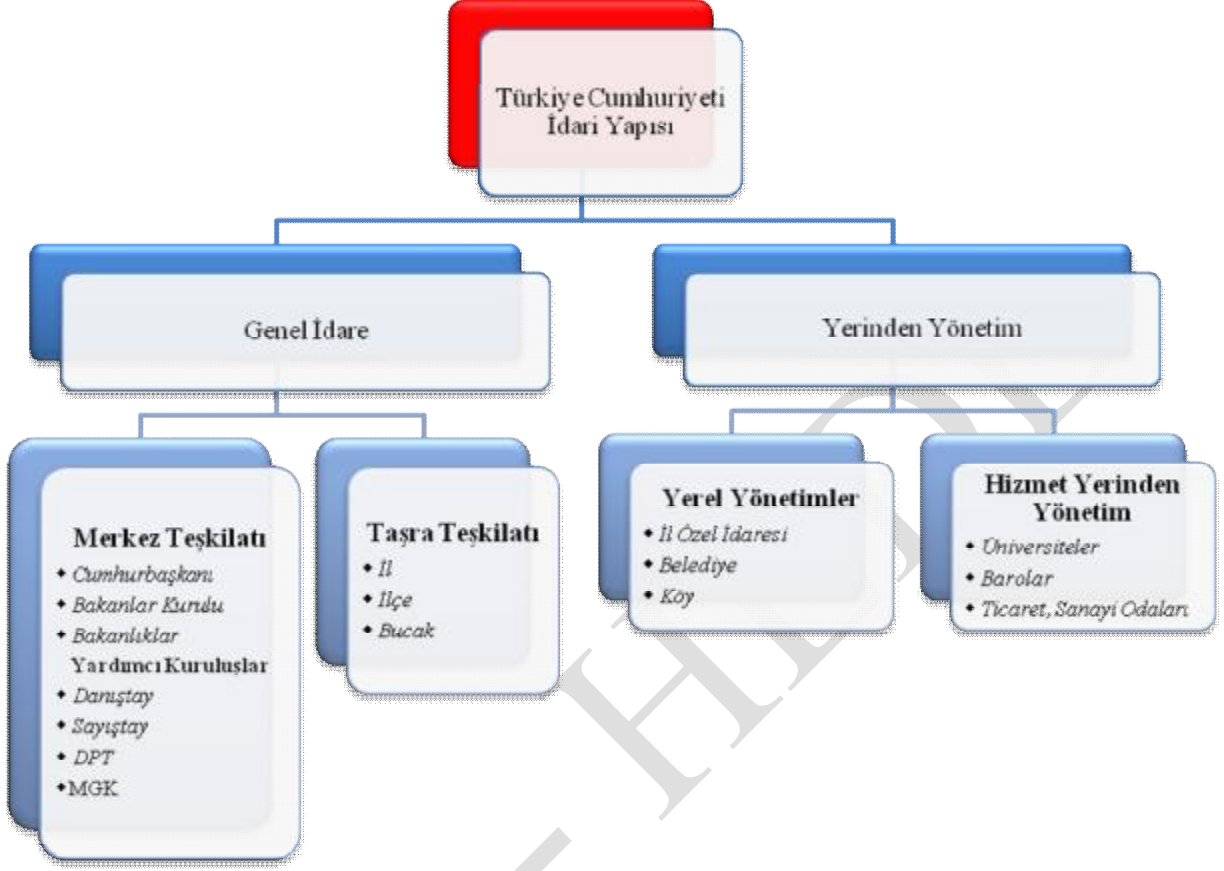 Türkiye Cumhuriyeti
İdari Yapısı
Genel İdare
Yerinden Yönetim
Merkez Teşkilatı
Cumhurbaşkanı
Bakanlar Kurulu
Bakanlıklar
Yardımcı Kuruluşlar
Danıştay
Sayıştay
DPT
MGK
Taşra Teşkilatı
İl
İlçe
Bucak
Yerel Yönetimler
İl Özel İdaresi
Belediye
Köy
Hizmet Yerinden
Yönetim
Üniversiteler
Barolar
Ticaret, Sanayi Odaları